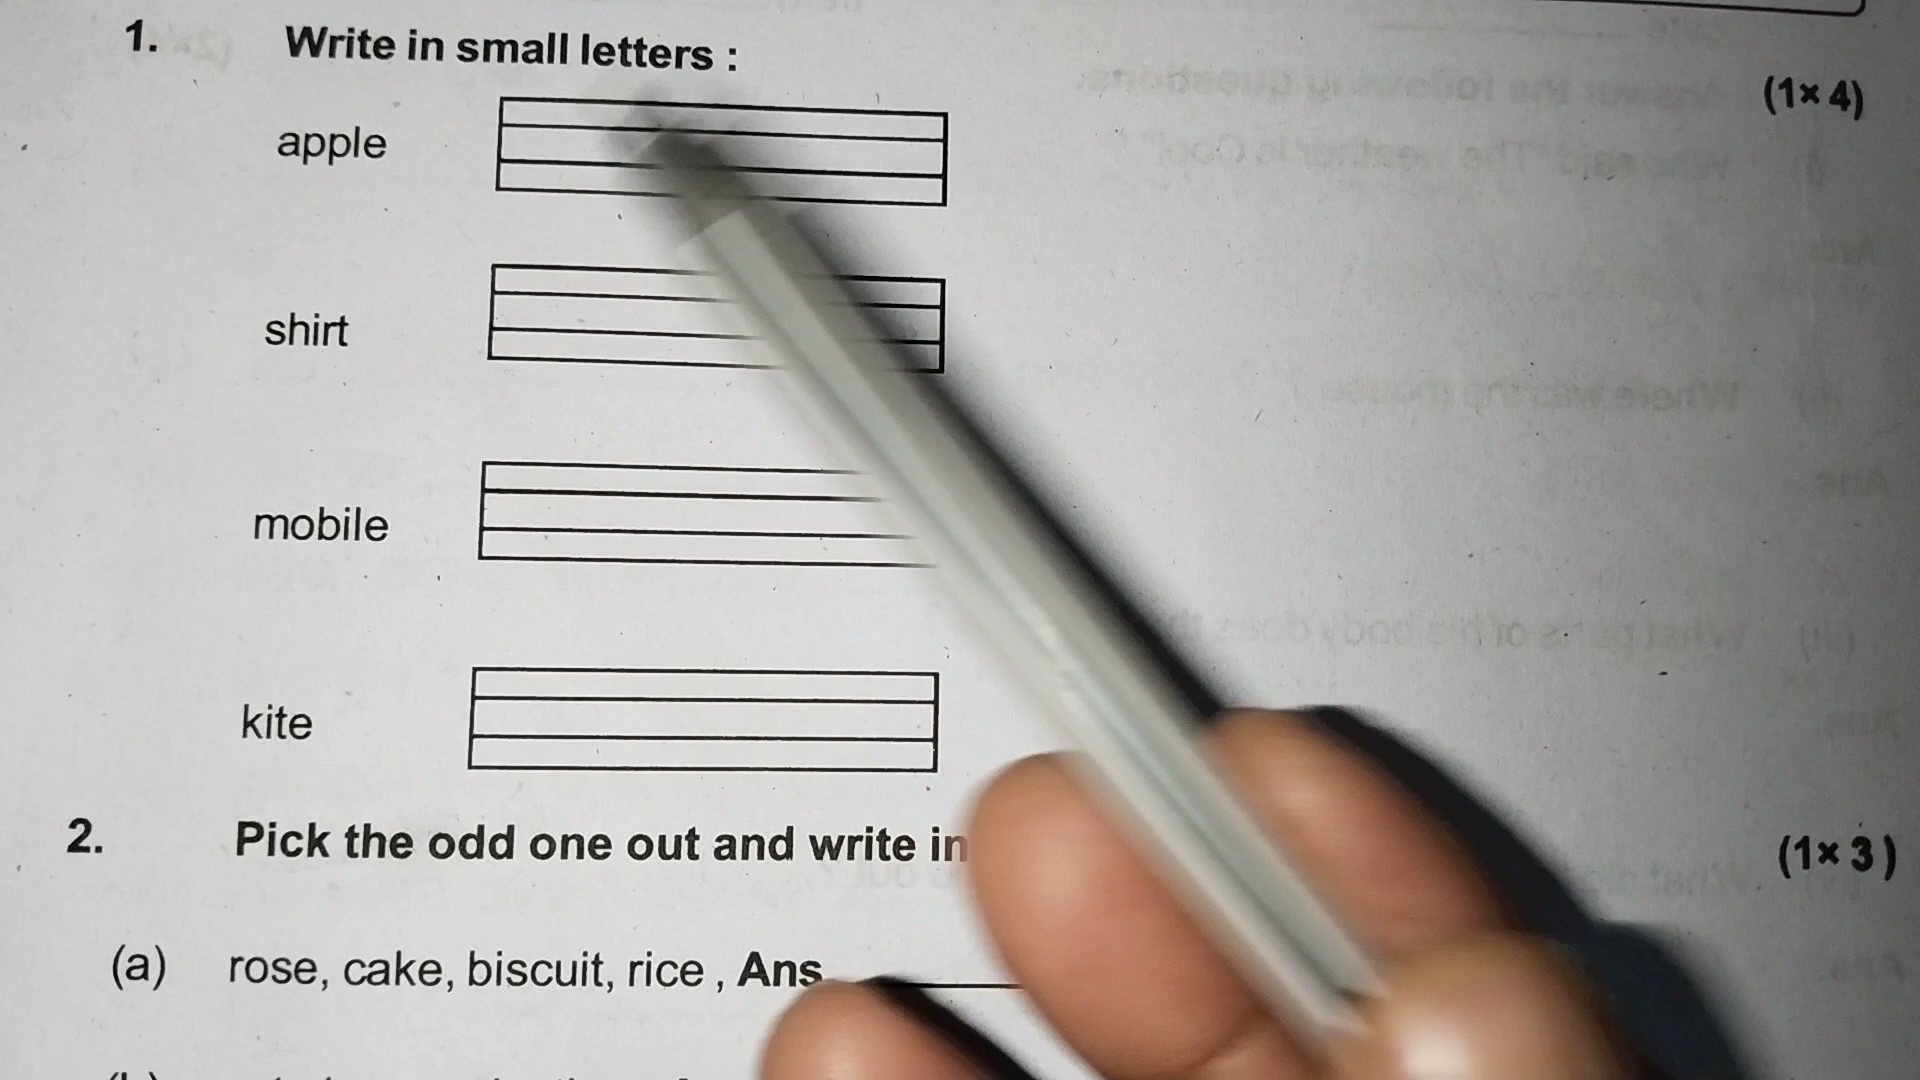 1. Write in small letters :
(1× 4)
apple
shirt
mobile
kite
2. Pick the odd one out and write in
(1× 3 )
(a) rose, cake, biscuit, rice , Ans